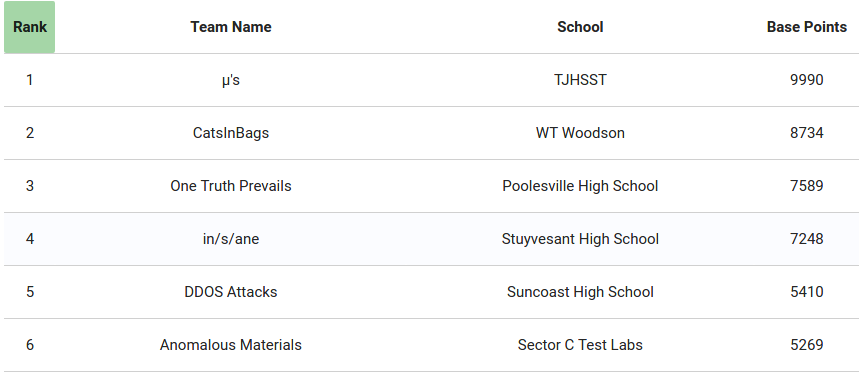 Rank Team Name School Base Points
1 µ's TJHSST 9990
2 CatsInBags WT Woodson 8734
3 One Truth Prevails Poolesville High School 7589
4 in/s/ane Stuyvesant High School 7248
5 DDOS Attacks Suncoast High School 5410
6 Anomalous Materials Sector C Test Labs 5269